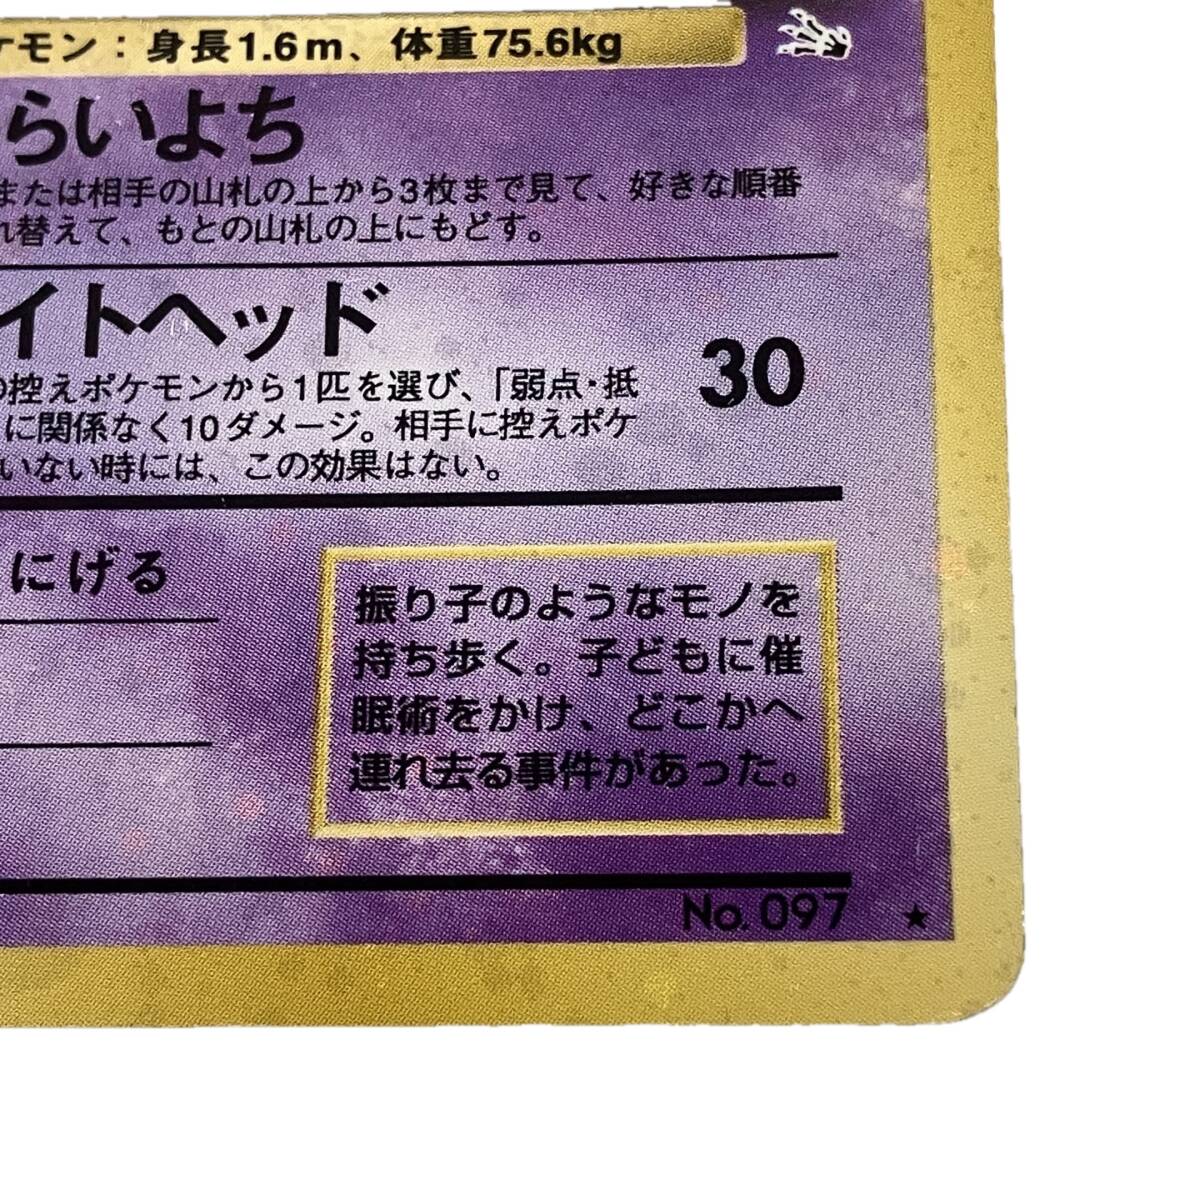 ケモン：身長1.6m、体重75.6kg
らいよち
または相手の山札の上から3枚まで見て、好きな順番
れ替えて、もとの山札の上にもどす。
イトヘッド
の控えポケモンから1匹を選び、「弱点・抵
に関係なく10ダメージ。相手に控えポケ
いない時には、この効果はない。
30
にげる
振り子のようなモノを
持ち歩く。子どもに催
眠術をかけ、どこかへ
連れ去る事件があった。
No. 097 ★